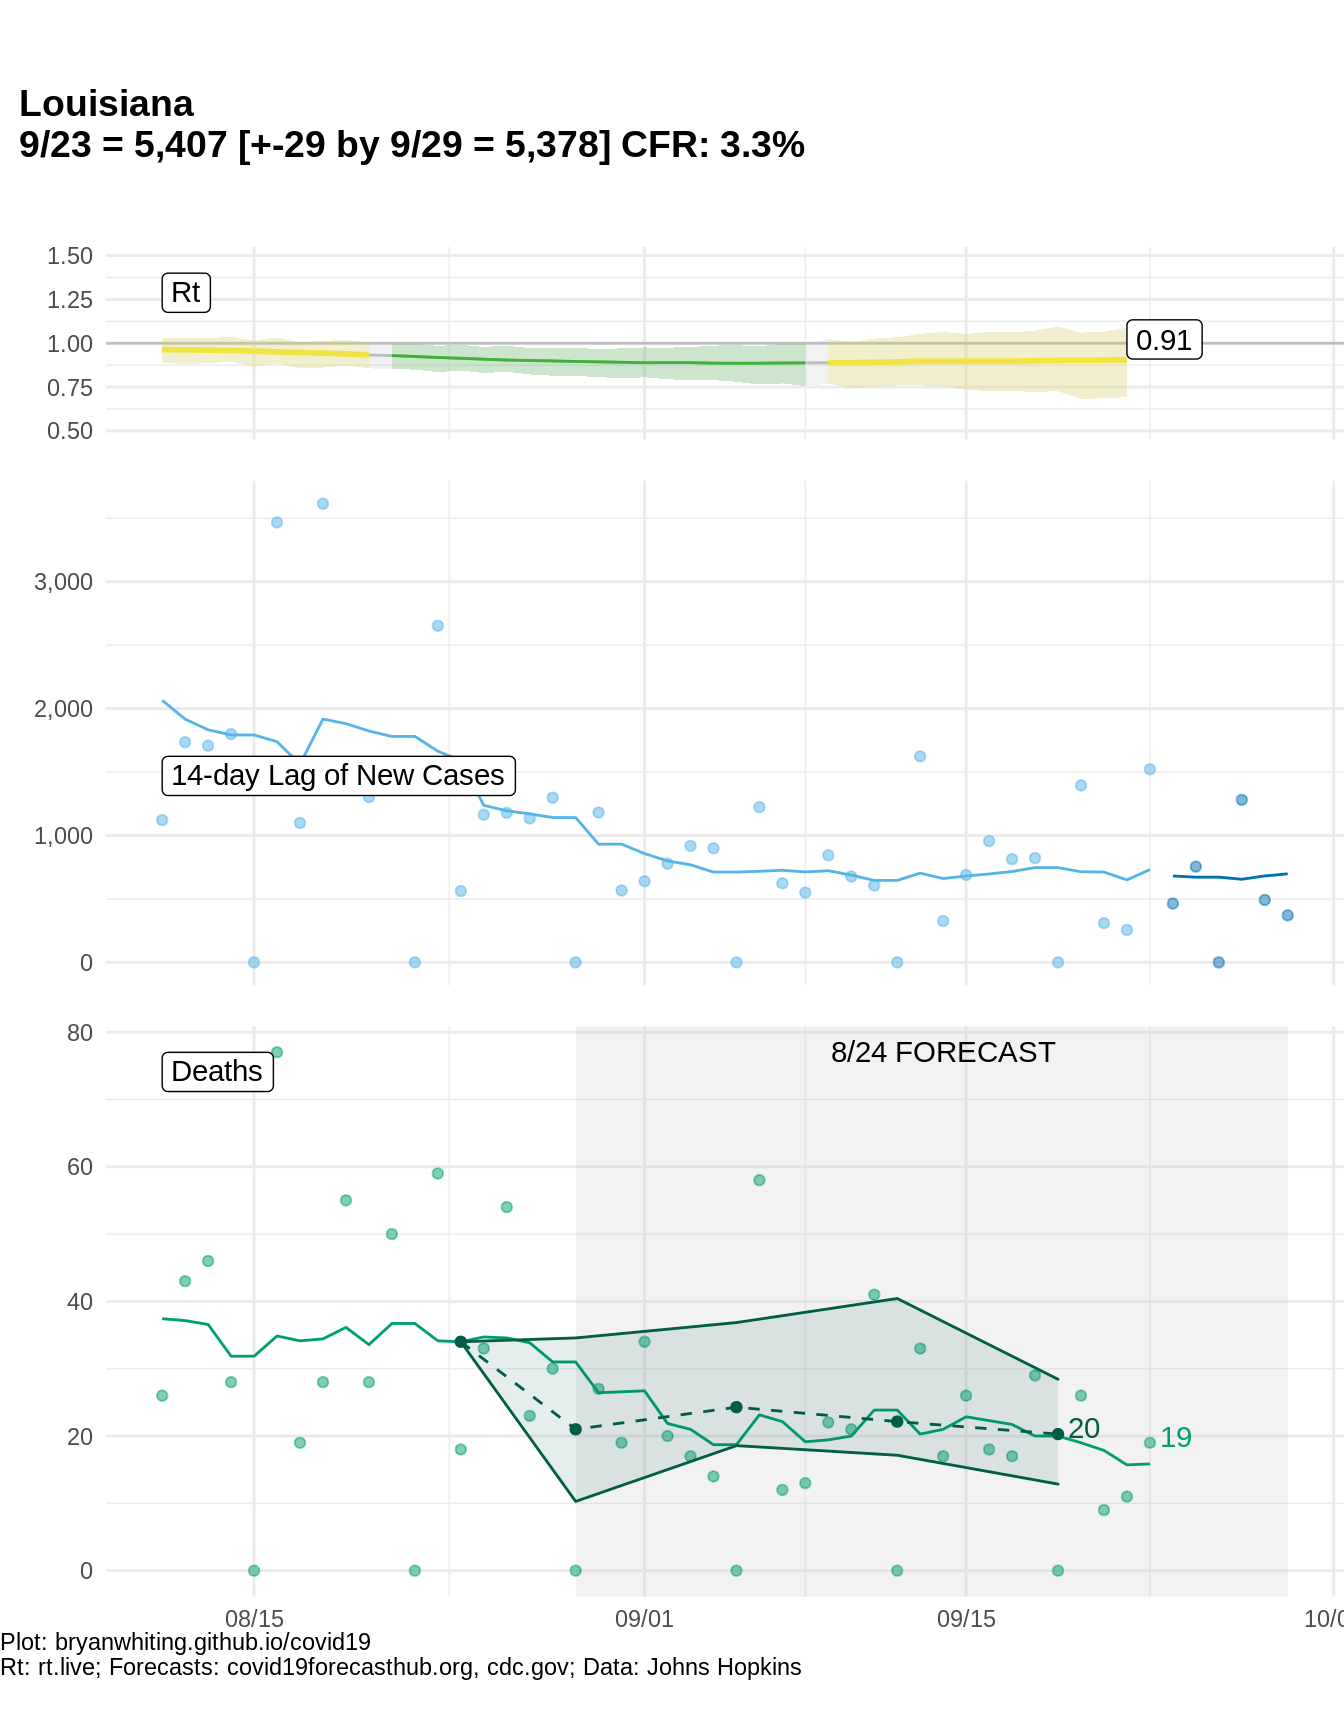 Louisiana
9/23 = 5,407 [+-29 by 9/29 = 5,378] CFR: 3.3%
1.50
Rt
1.25
1.00
0.91
0.75
0.50
3,000
2,000
14-day Lag of New Cases
1,000
0
80
8/24 FORECAST
Deaths
60
40
20
20
19
0
08/15
09/01
09/15
10/0
Plot: bryanwhiting.github.io/covid19
Rt: rt.live; Forecasts: covid19forecasthub.org, cdc.gov; Data: Johns Hopkins